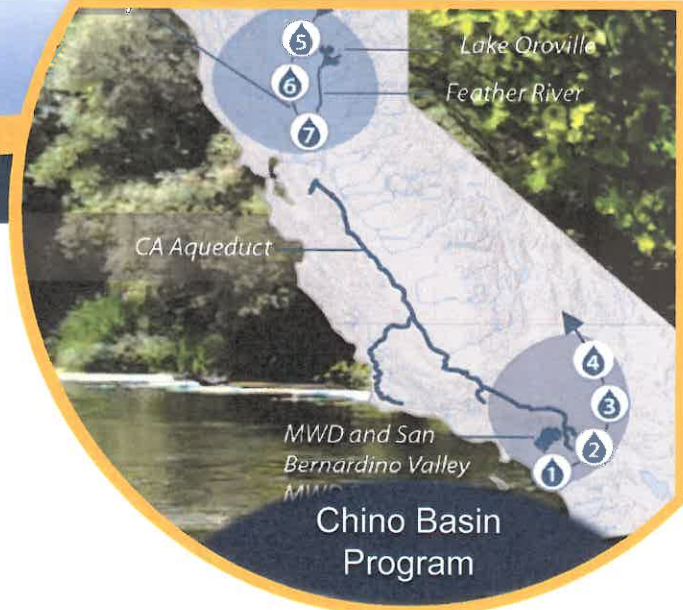 5
Lake Oroville
6
Feather River
7
CA Aqueduct
4
3
MWD and San
Bernardino Valley
MWD
2
1
Chino Basin
Program